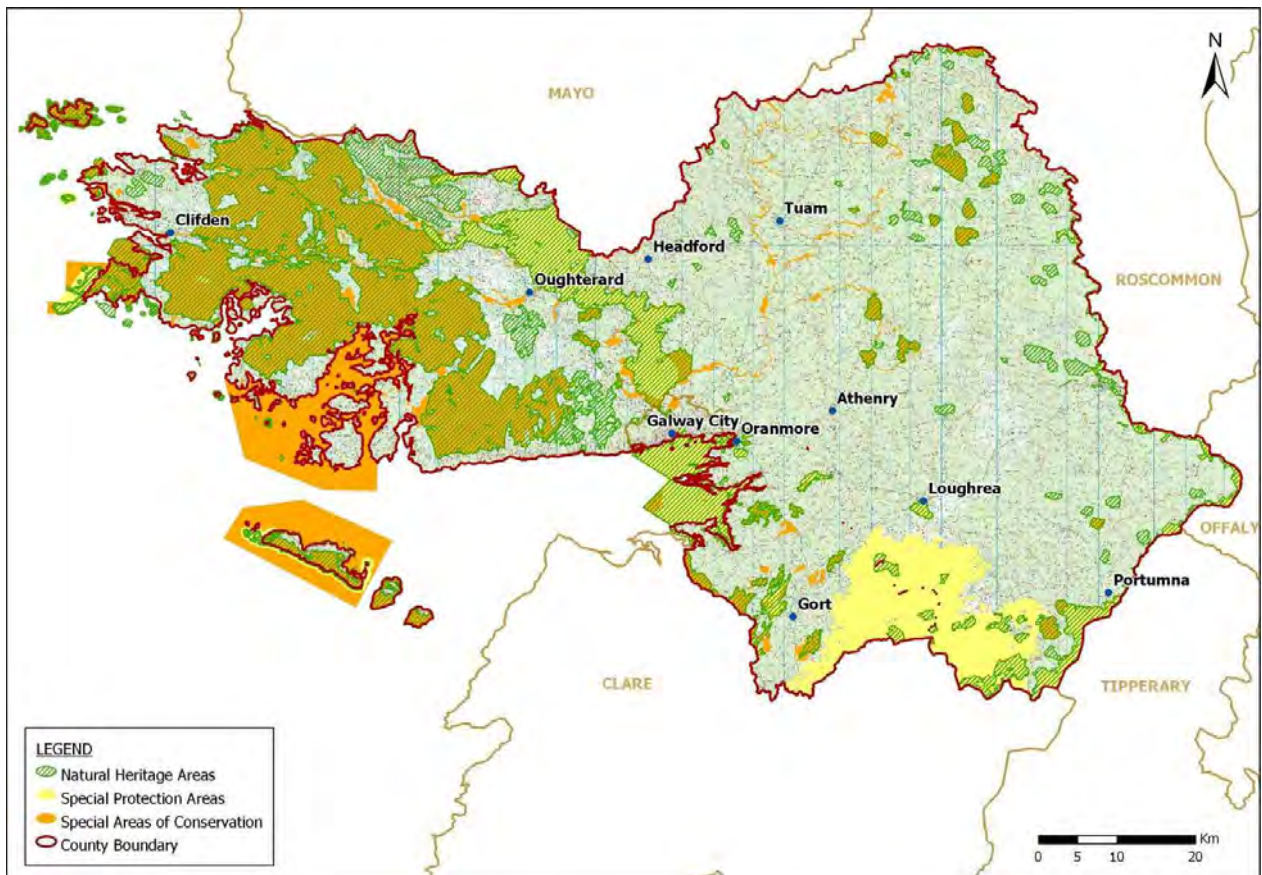 N
MAYO
Clifden
Tuam
Headford
ROSCOMMON
Oughterard
Athenry
Galway City
Oranmore
Loughrea
OFFALY
Portumna
Gort
CLARE
TIPPERARY
LEGEND
Natural Heritage Areas
Special Protection Areas
Special Areas of Conservation
County Boundary
Km
0 5 10 20